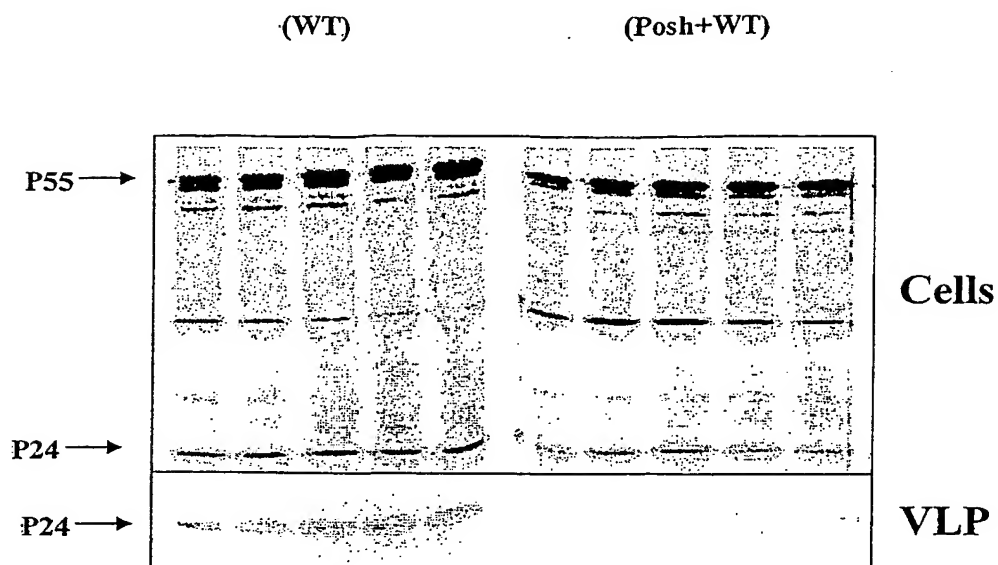 (WT)
(Posh+WT)
P55
Cells
P24
P24
VLP